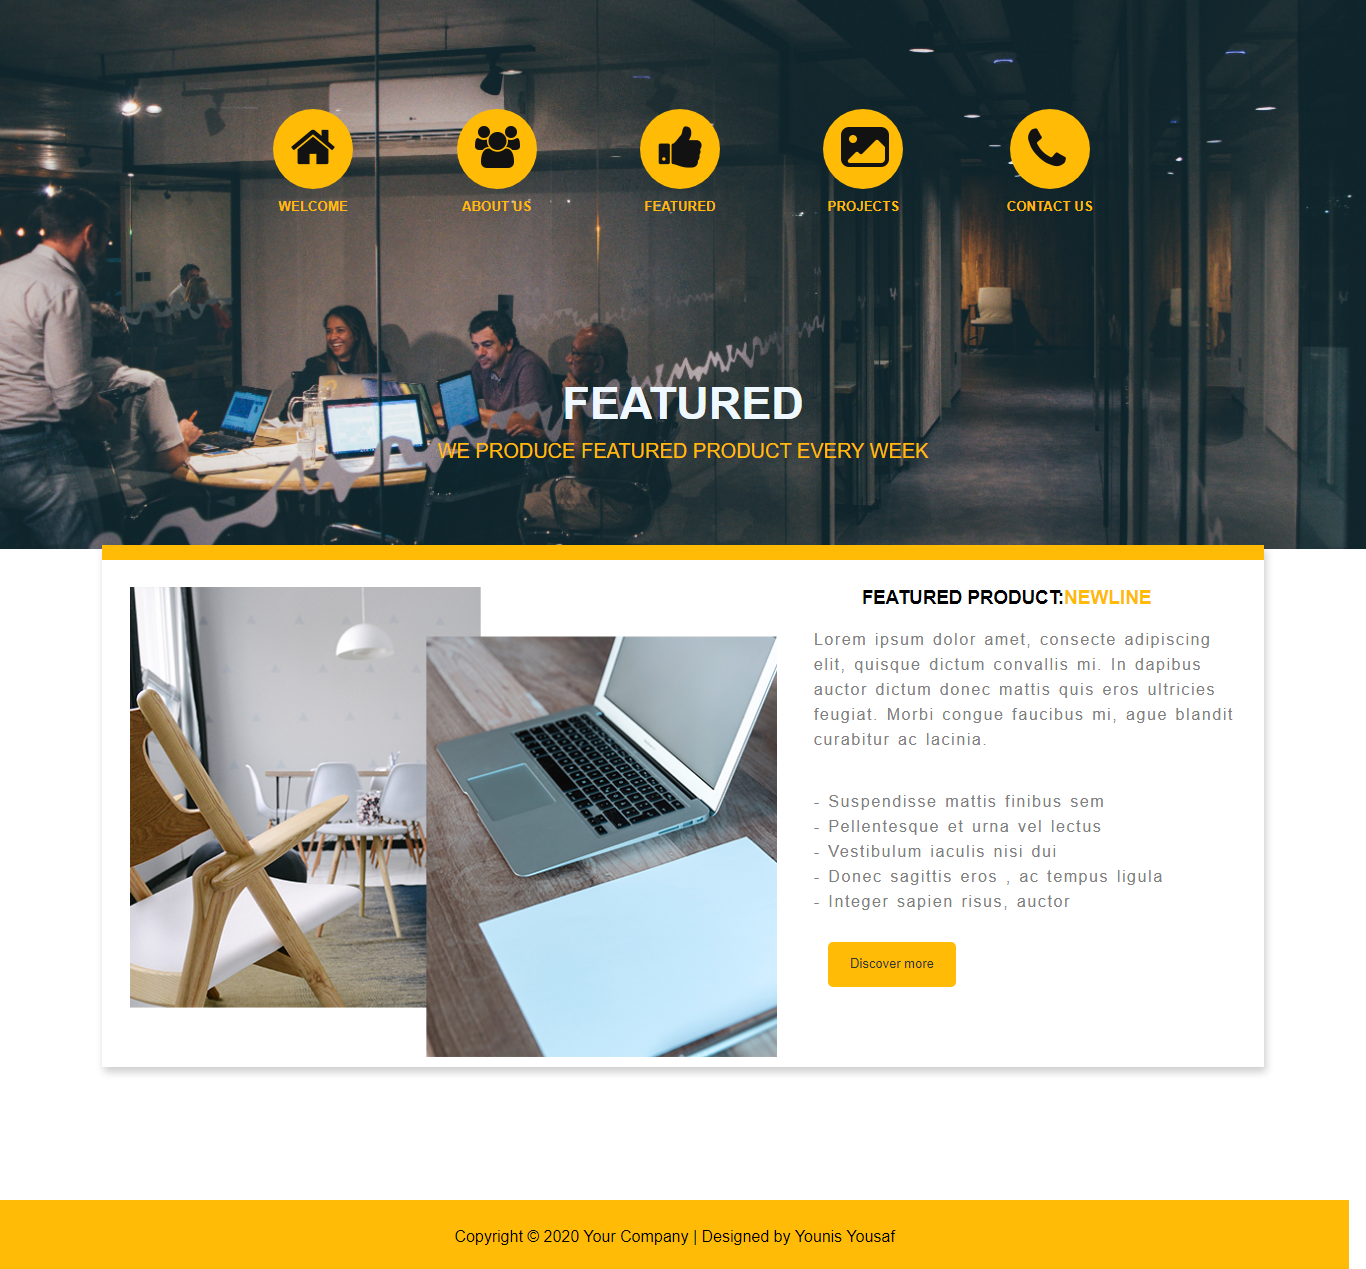 WELCOME
ABOUT US
FEATURED
PROJECTS
CONTACT US
FEATURED
WE PRODUCE FEATURED PRODUCT EVERY WEEK
FEATURED PRODUCT:NEWLINE
Lorem ipsum dolor amet, consecte adipiscing
elit, quisque dictum convallis mi. In dapibus
auctor dictum donec mattis quis eros ultricies
feugiat. Morbi congue faucibus mi, ague blandit
curabitur ac lacinia.
- Suspendisse mattis finibus sem
- Pellentesque et urna vel lectus
- Vestibulum iaculis nisi dui
- Donec sagittis eros , ac tempus ligula
- Integer sapien risus, auctor
Discover more
Copyright © 2020 Your Company | Designed by Younis Yousaf